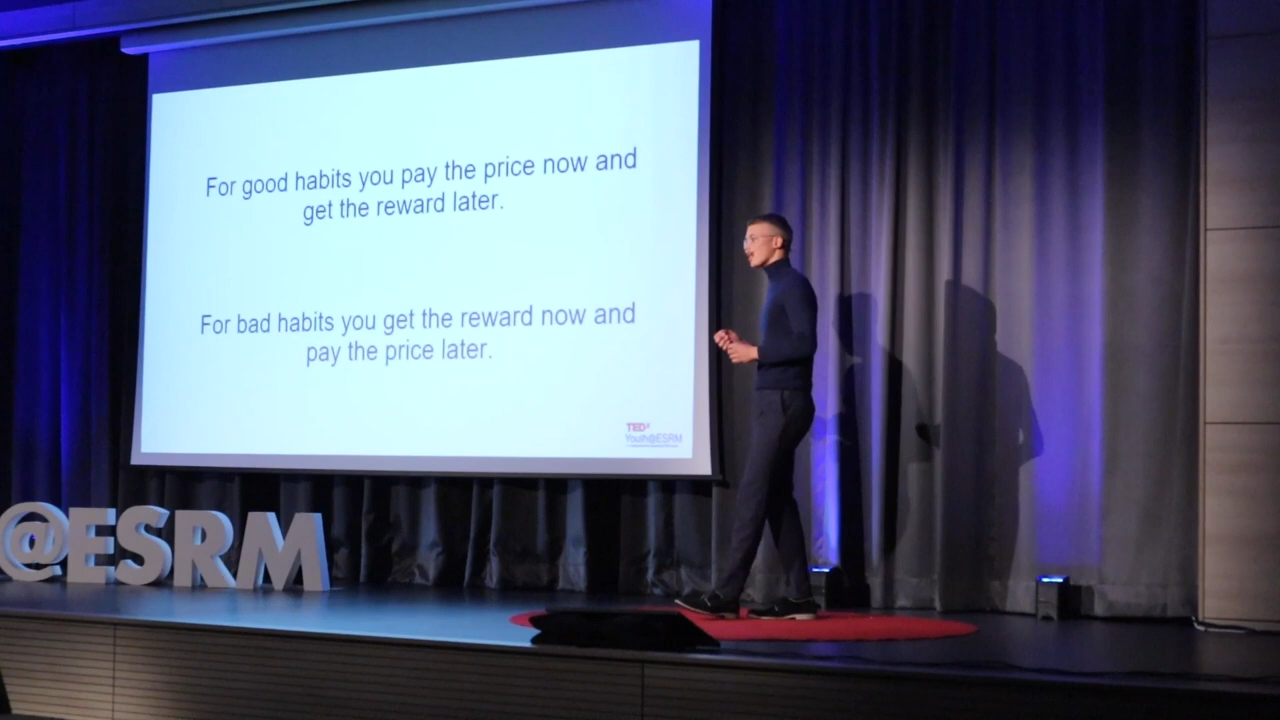 For good habits you pay the price now and
get the reward later.
For bad habits you get the reward now and
pay the price later.
TEDx
Youth@ESRM
@ESRM